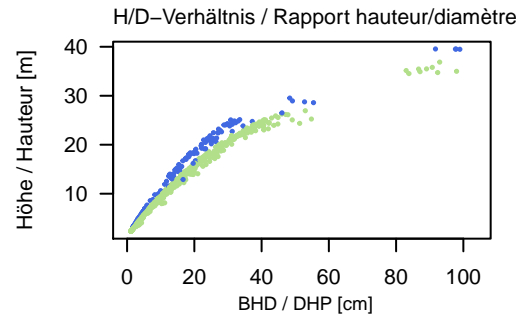 H/D−Verhältnis / Rapport hauteur/diamètre
Höhe / Hauteur [m]
40
30
20
10
0 20 40 60 80 100
BHD / DHP [cm]